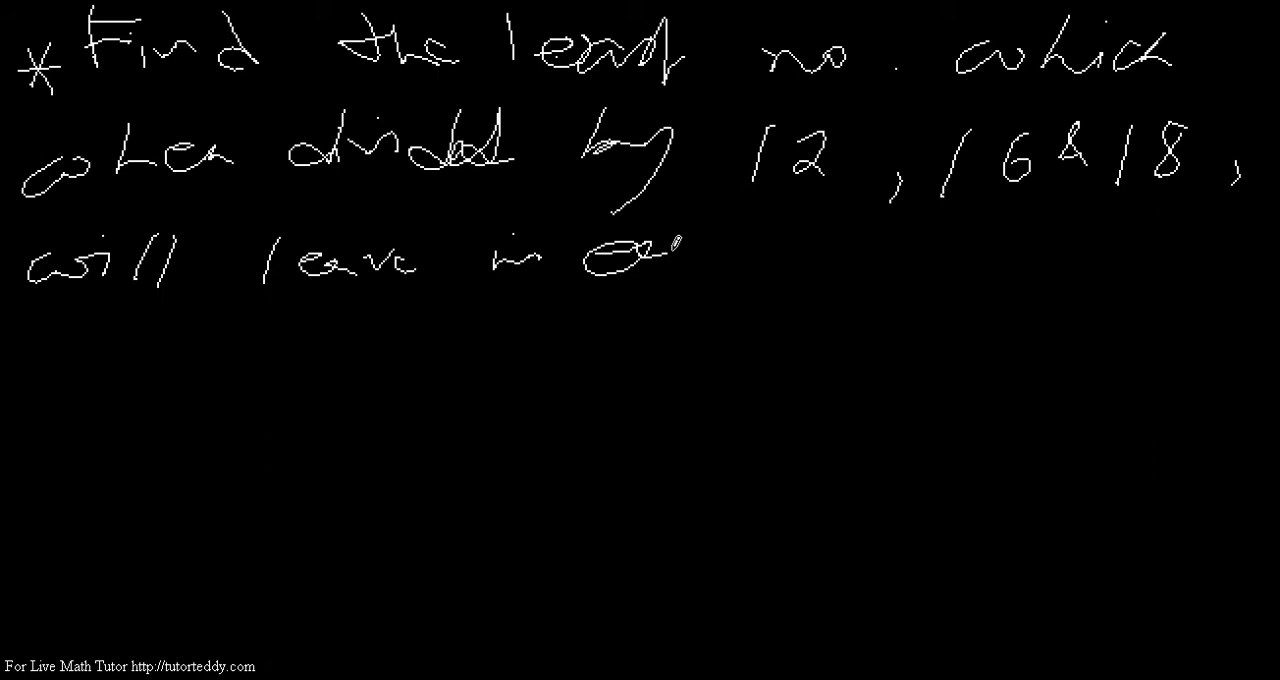 * Find the least no. which
when divided by 12, 16 & 18,
will leave in
For Live Math Tutor http://tutorteddy.com